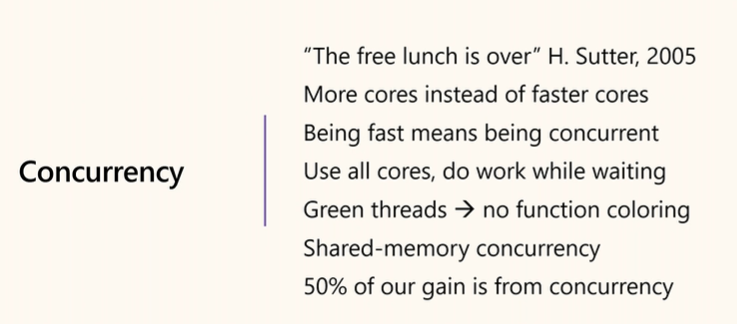 Concurrency
“The free lunch is over” H. Sutter, 2005
More cores instead of faster cores
Being fast means being concurrent
Use all cores, do work while waiting
Green threads → no function coloring
Shared-memory concurrency
50% of our gain is from concurrency